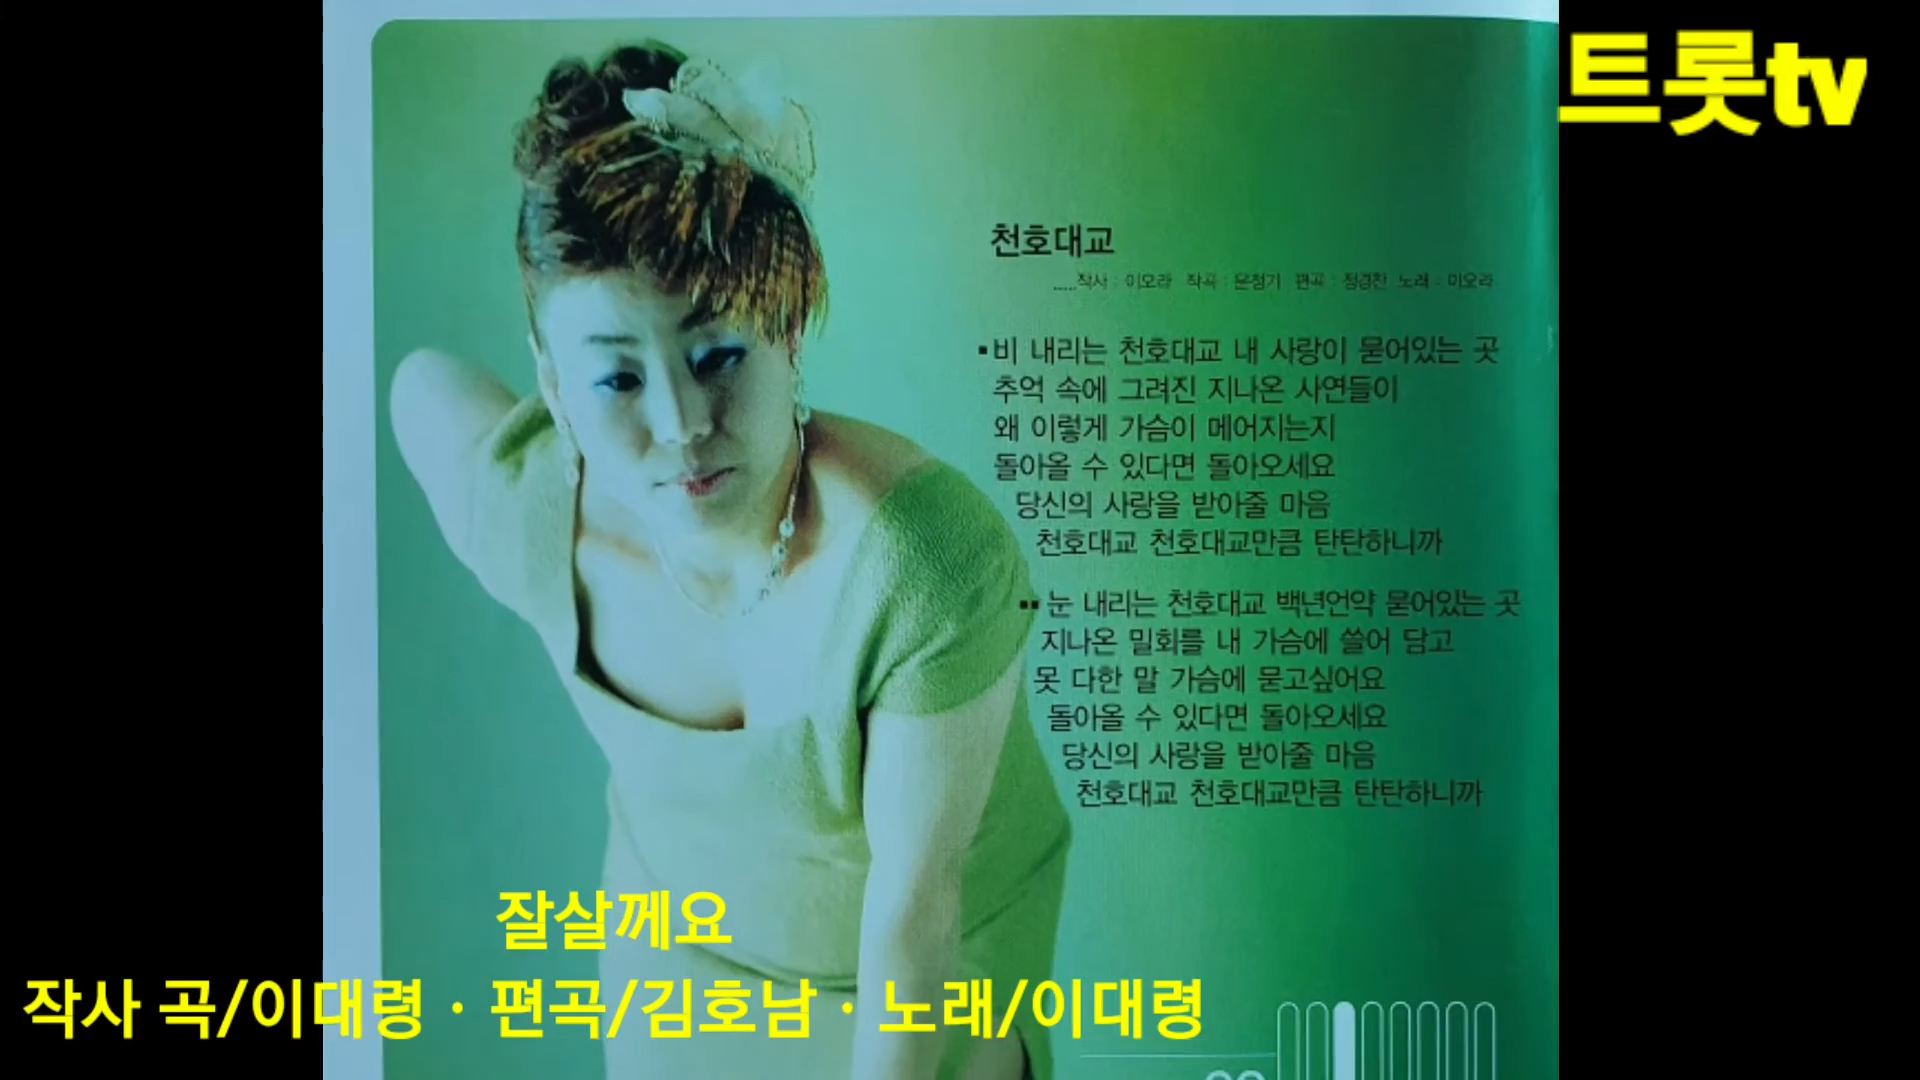 트롯tv
천호대교
작사 : 이오라 작곡 : 윤정기 편곡 : 정경찬 노래 : 이오라
▪비 내리는 천호대교 내 사랑이 묻어있는 곳
추억 속에 그려진 지나온 사연들이
왜 이렇게 가슴이 메어지는지
돌아올 수 있다면 돌아오세요
당신의 사랑을 받아줄 마음
천호대교 천호대교만큼 탄탄하니까
▪▪눈 내리는 천호대교 백년언약 묻어있는 곳
지나온 밀회를 내 가슴에 쓸어 담고
못 다한 말 가슴에 묻고싶어요
돌아올 수 있다면 돌아오세요
당신의 사랑을 받아줄 마음
천호대교 천호대교만큼 탄탄하니까
잘살께요
작사 곡/이대령 · 편곡/김호남 · 노래/이대령